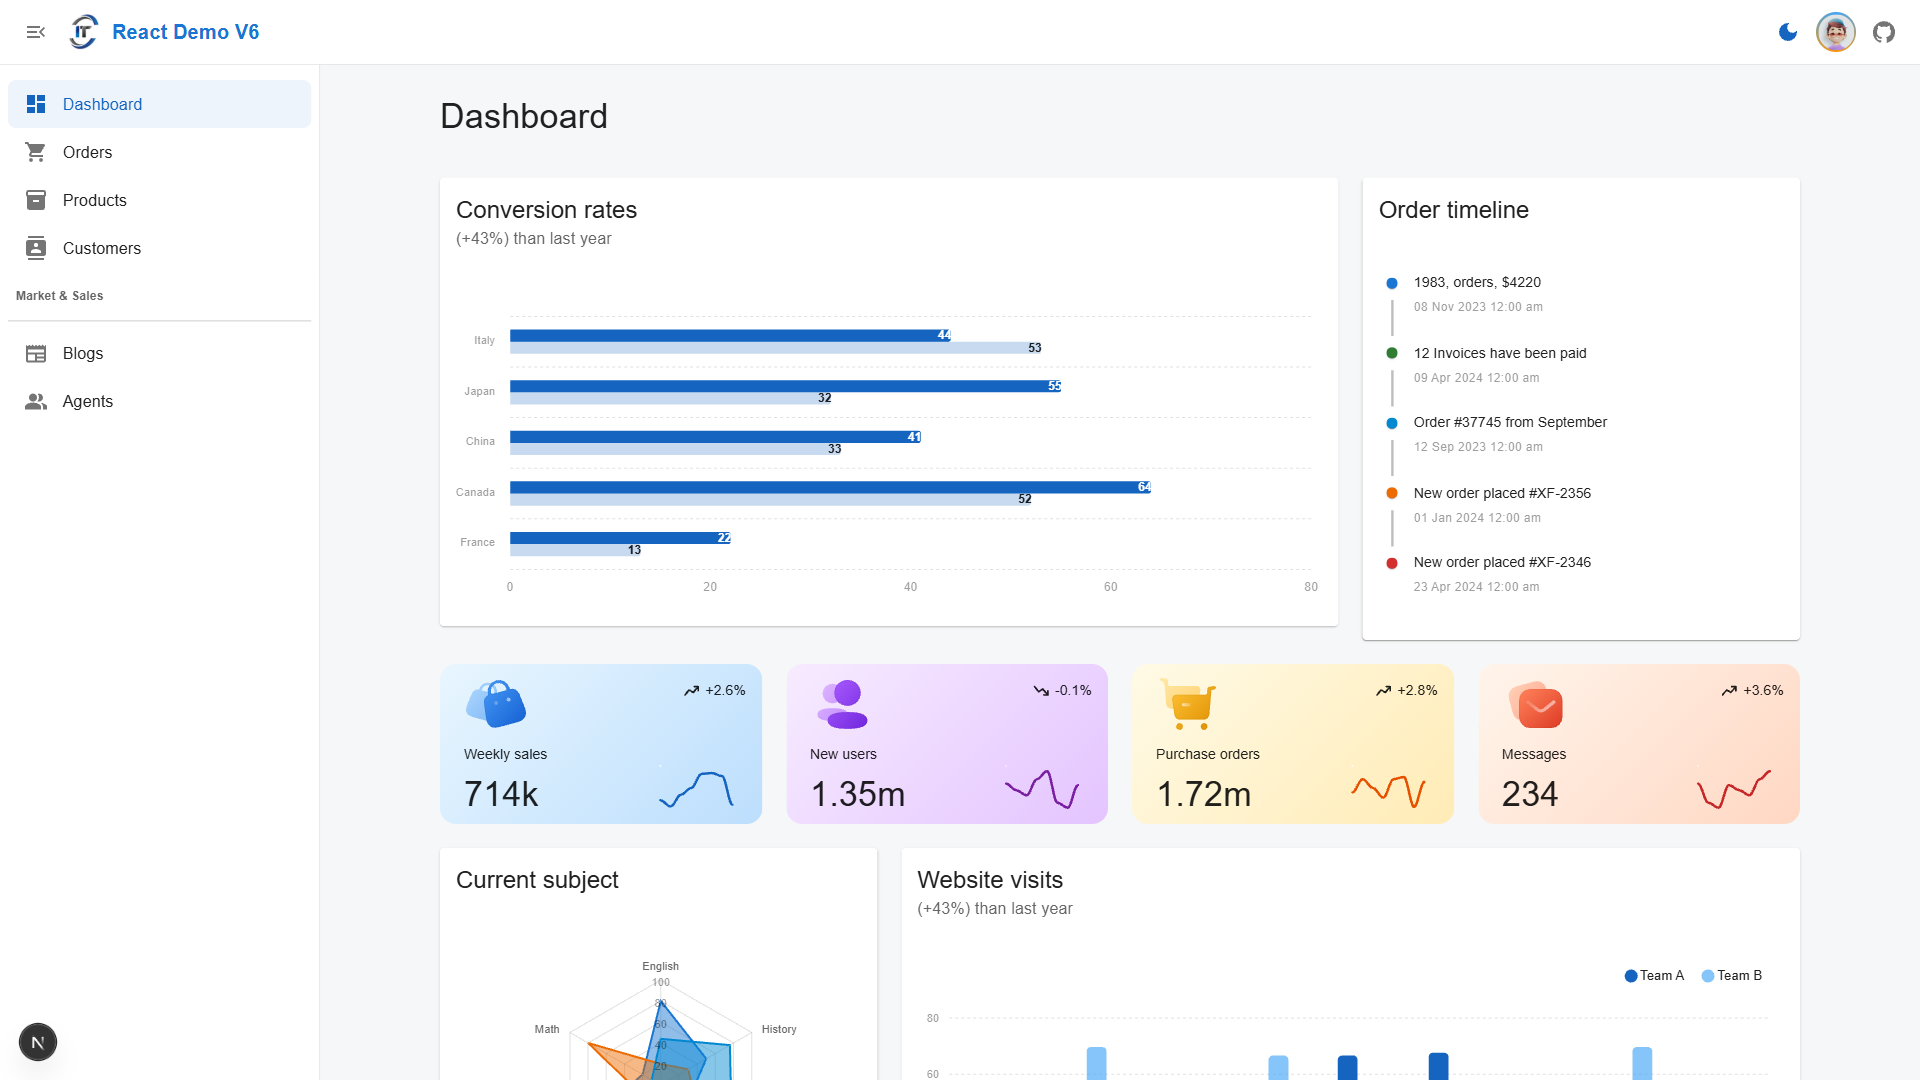 IT
React Demo V6
Dashboard
Orders
Products
Customers
Market & Sales
Blogs
Agents
N
Dashboard
Conversion rates
(+43%) than last year
Italy
44
53
Japan
55
32
China
41
33
Canada
64
52
France
22
13
0 20 40 60 80
Order timeline
1983, orders, $4220
08 Nov 2023 12:00 am
12 Invoices have been paid
09 Apr 2024 12:00 am
Order #37745 from September
12 Sep 2023 12:00 am
New order placed #XF-2356
01 Jan 2024 12:00 am
New order placed #XF-2346
23 Apr 2024 12:00 am
+2.6%
Weekly sales
714k
-0.1%
New users
1.35m
+2.8%
Purchase orders
1.72m
+3.6%
Messages
234
Current subject
English
100
80
Math
History
60
40
20
Website visits
(+43%) than last year
Team A Team B
80
60